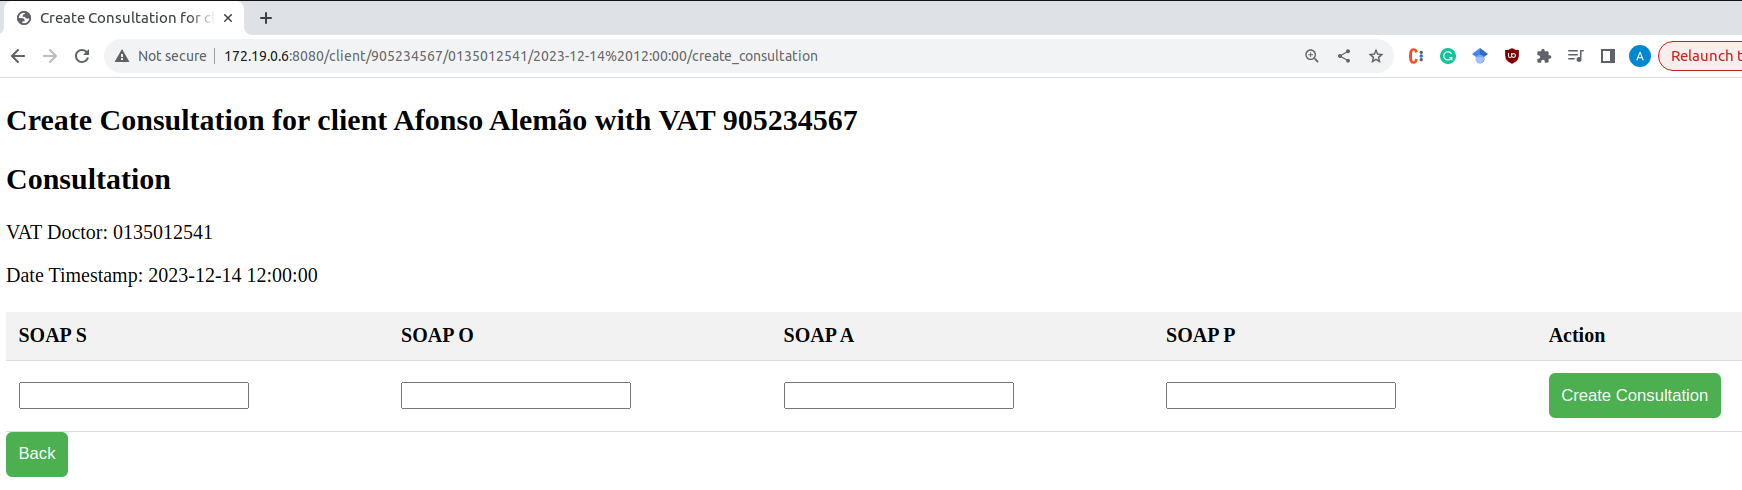 Create Consultation for cl
Not secure 172.19.0.6:8080/client/905234567/0135012541/2023-12-14%2012:00:00/create_consultation
A
Relaunch t
Create Consultation for client Afonso Alemão with VAT 905234567
Consultation
VAT Doctor: 0135012541
Date Timestamp: 2023-12-14 12:00:00
SOAP S SOAP O SOAP A SOAP P Action
Create Consultation
Back